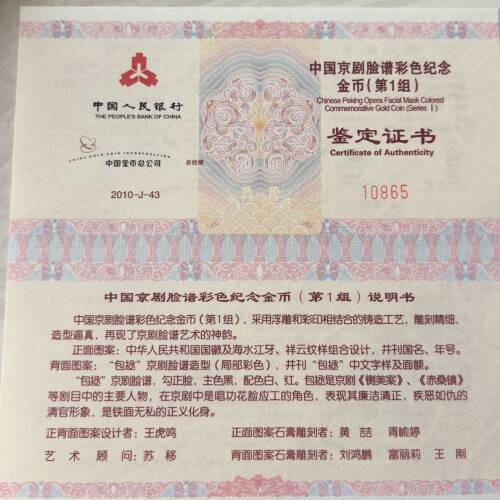 中国人民银行
THE PEOPLE'S BANK OF CHINA
CHINA GOLD COIN INCORPORATION
中国金币总公司
总经销
2010-J-43
中国京剧脸谱彩色纪念
金币(第1组)
Chinese Peking Opera Facial Mask Colored
Commemorative Gold Coin (Series Ⅰ)
鉴定证书
Certificate of Authenticity
10865
中国京剧脸谱彩色纪念金币(第1组)说明书
中国京剧脸谱彩色纪念金币(第1组),采用浮雕和彩印相结合的铸造工艺,雕刻精细、
造型逼真,再现了京剧脸谱艺术的神韵。
正面图案:中华人民共和国国徽及海水江牙、祥云纹样组合设计,并刊国名、年号。
背面图案:“包拯”京剧脸谱造型(局部彩色),并刊“包拯”中文字样及面额。
“包拯”京剧脸谱,勾正脸,主色黑,配色白、红。包拯是京剧《铡美案》、《赤桑镇》
等剧目中的主要人物,在京剧中是唱功花脸应工的角色,表现其廉洁清正,疾恶如仇的
清官形象,是铁面无私的正义化身。
正背面图案设计者:王虎鸣 正面图案石膏雕刻者:黄喆 胥瑜婷
艺术顾问:苏移 背面图案石膏雕刻者:刘鸿鹏 富丽莉 王刚